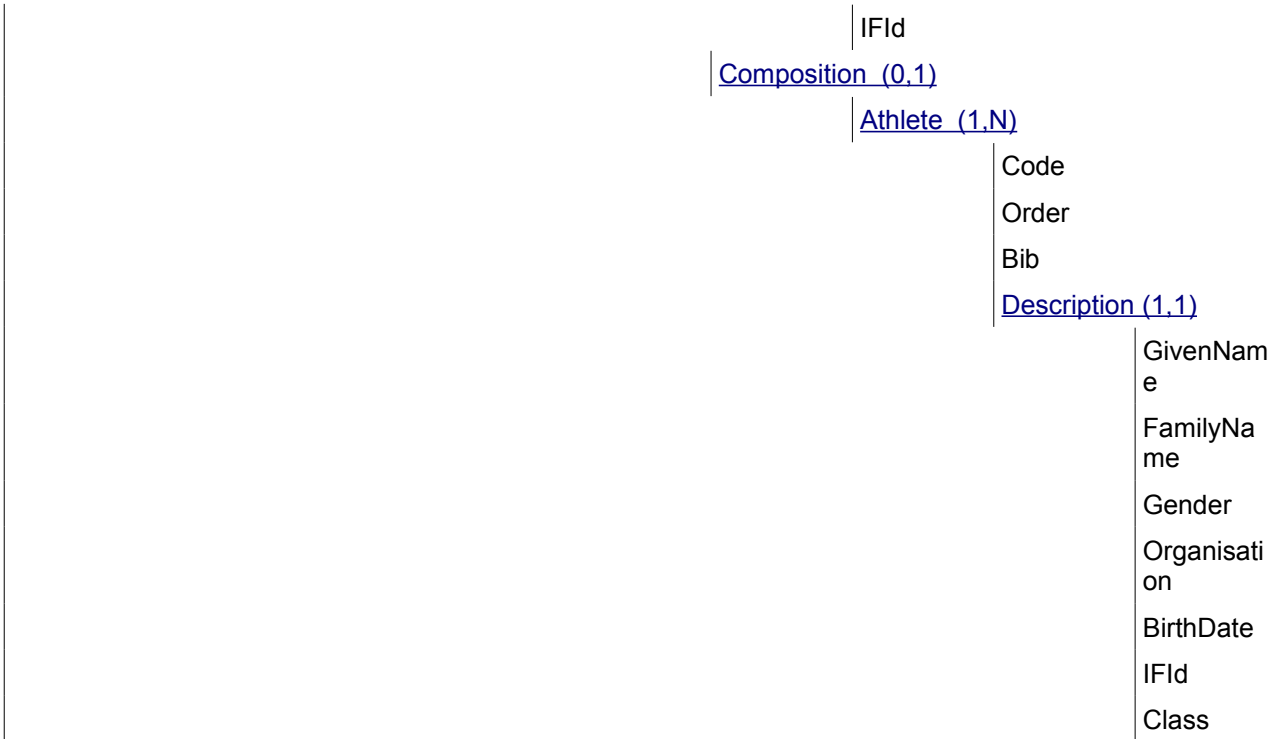 IFId
Composition (0,1)
Athlete (1,N)
Code
Order
Bib
Description (1,1)
GivenNam
e
FamilyNa
me
Gender
Organisati
on
BirthDate
IFId
Class